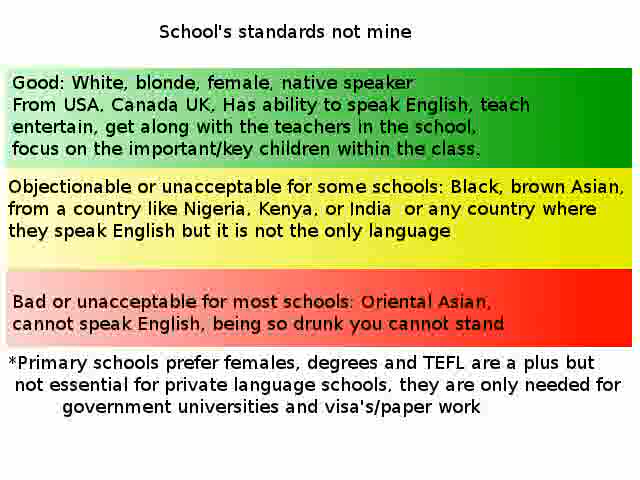 School's standards not mine
Good: White, blonde, female, native speaker
From USA, Canada UK, Has ability to speak English, teach
entertain, get along with the teachers in the school,
focus on the important/key children within the class.
Objectionable or unacceptable for some schools: Black, brown Asian,
from a country like Nigeria, Kenya, or India or any country where
they speak English but it is not the only language
Bad or unacceptable for most schools: Oriental Asian,
cannot speak English, being so drunk you cannot stand
*Primary schools prefer females, degrees and TEFL are a plus but
not essential for private language schools, they are only needed for
government universities and visa's/paper work